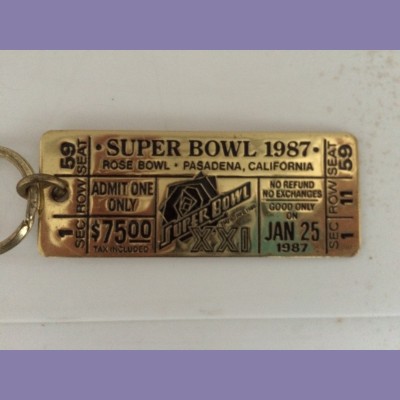 SEC ROW SEAT
1 59
• SUPER BOWL 1987 •
ROSE BOWL • PASADENA, CALIFORNIA
ADMIT ONE
ONLY
$75.00
TAX INCLUDED
SUPER BOWL
XXI
NO REFUND
NO EXCHANGES
GOOD ONLY
ON
JAN 25
1987
SEC ROW SEAT
1 11 59